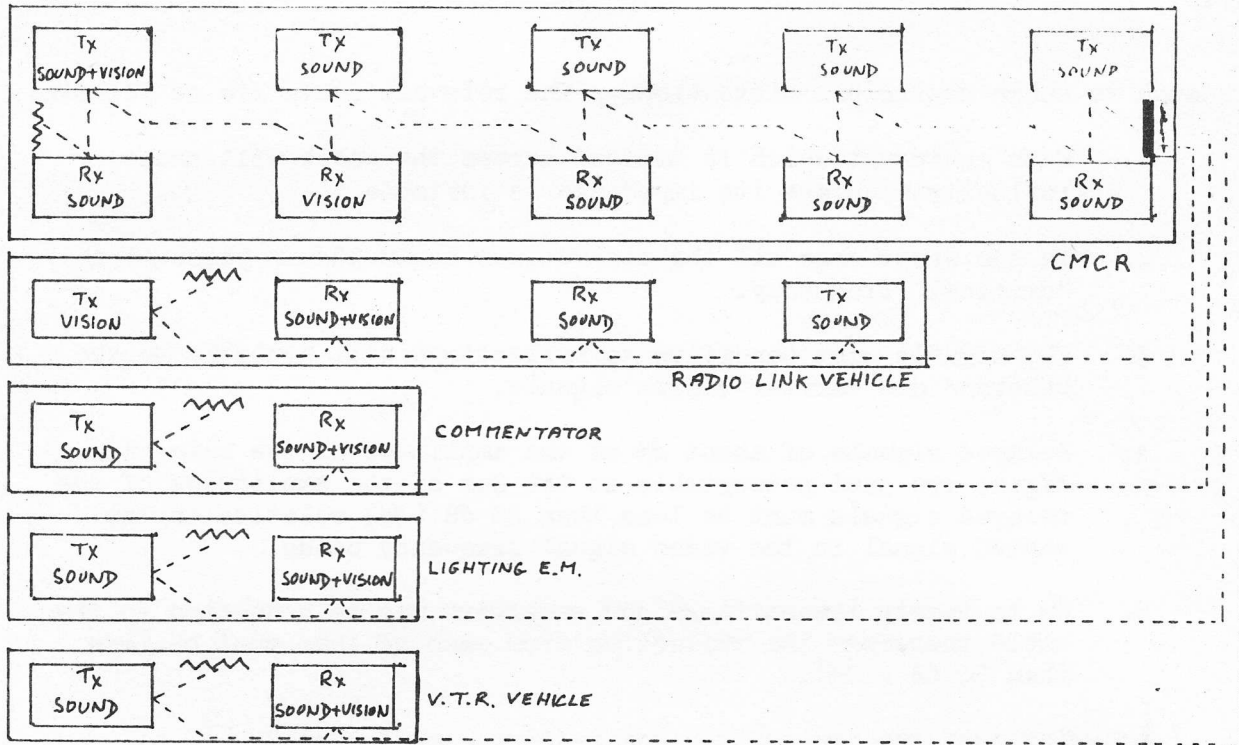 Tx
SOUND+VISION
Tx
SOUND
Tx
SOUND
Tx
SOUND
Tx
SOUND
Rx
SOUND
Rx
VISION
Rx
SOUND
Rx
SOUND
Rx
SOUND
CMCR
Tx
VISION
Rx
SOUND+VISION
Rx
SOUND
Tx
SOUND
RADIO LINK VEHICLE
Tx
SOUND
Rx
SOUND+VISION
COMMENTATOR
Tx
SOUND
Rx
SOUND+VISION
LIGHTING E.M.
Tx
SOUND
Rx
SOUND+VISION
V.T.R. VEHICLE